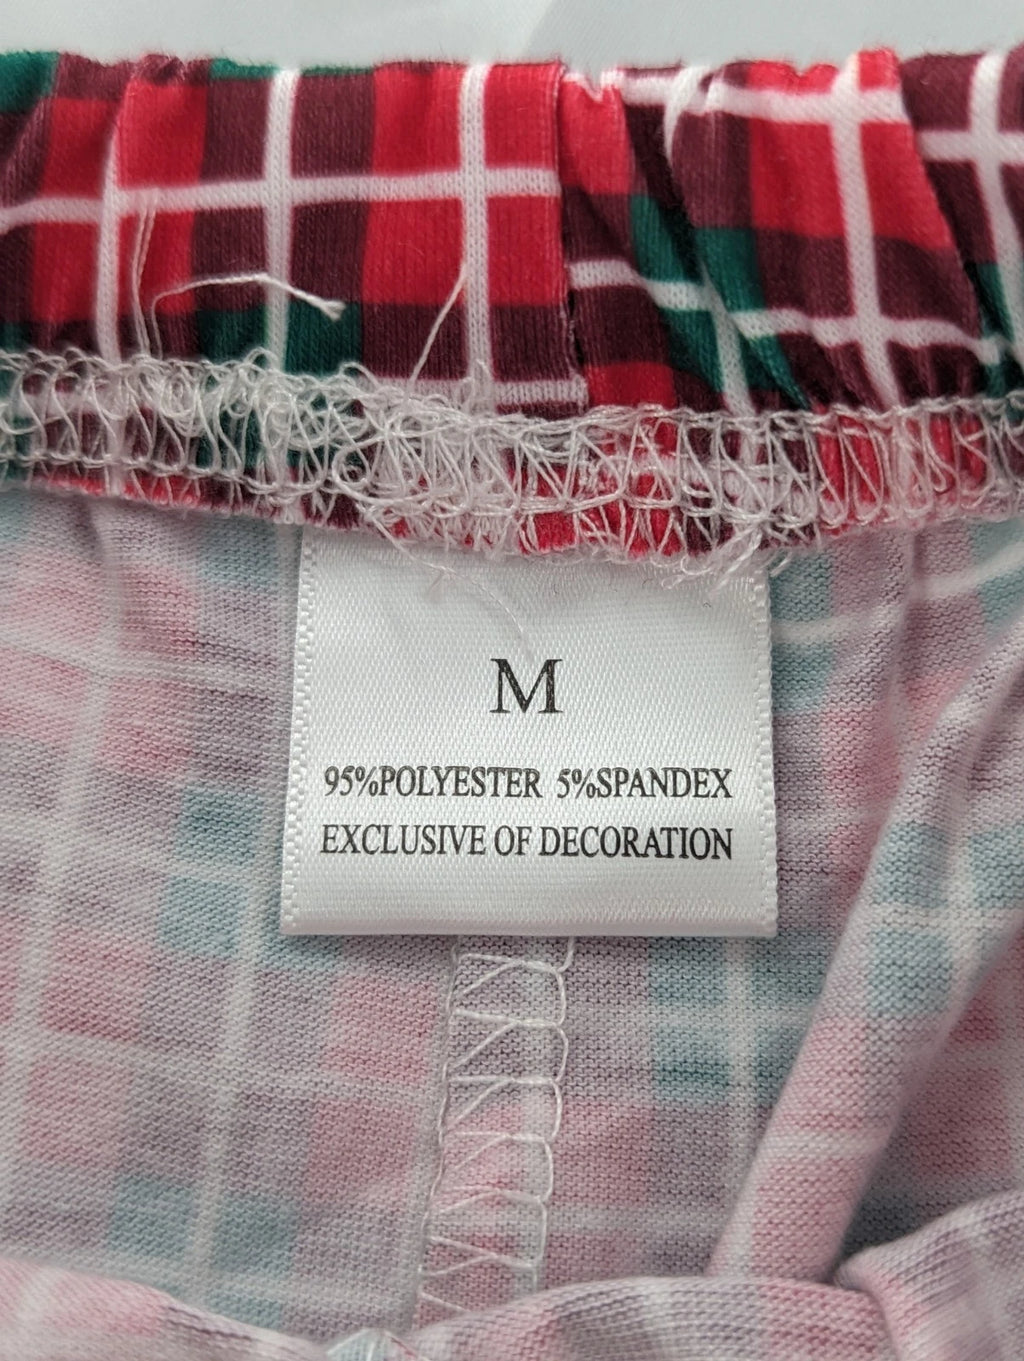 M
95%POLYESTER 5%SPANDEX
EXCLUSIVE OF DECORATION